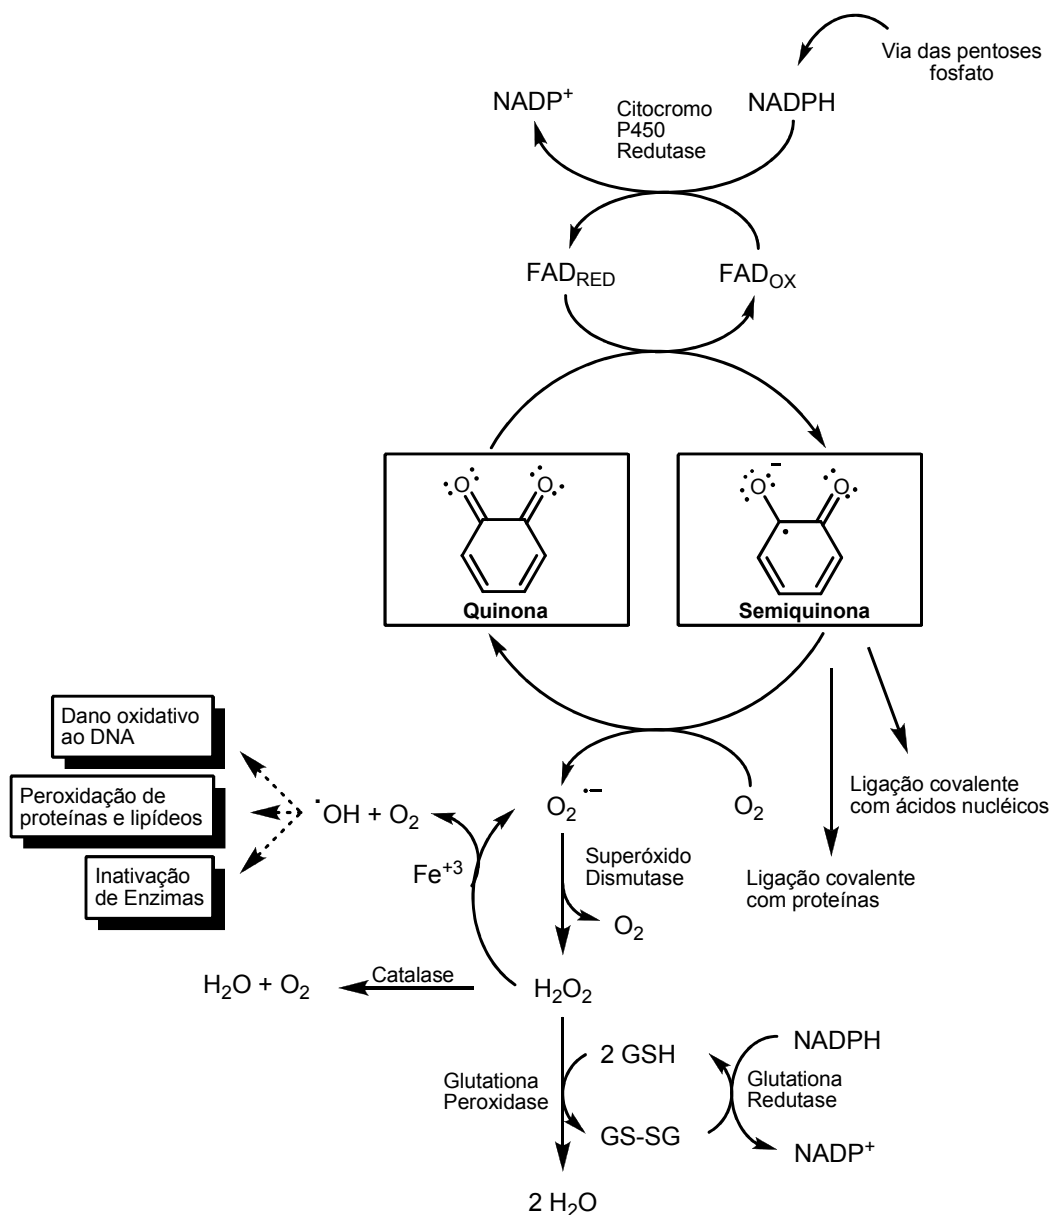 Via das pentoses
fosfato
NADP⁺
Citocromo
P450
Redutase
NADPH
FAD_RED
FAD_OX
O
O
Quinona
O
–
O
Semiquinona
Dano oxidativo
ao DNA
Peroxidação de
proteínas e lipídeos
Inativação
de Enzimas
·OH + O₂
Fe⁺³
O₂ ·–
O₂
Ligação covalente
com ácidos nucléicos
Superóxido
Dismutase
Ligação covalente
com proteínas
O₂
H₂O + O₂
Catalase
H₂O₂
2 GSH
NADPH
Glutationa
Peroxidase
Glutationa
Redutase
GS-SG
NADP⁺
2 H₂O